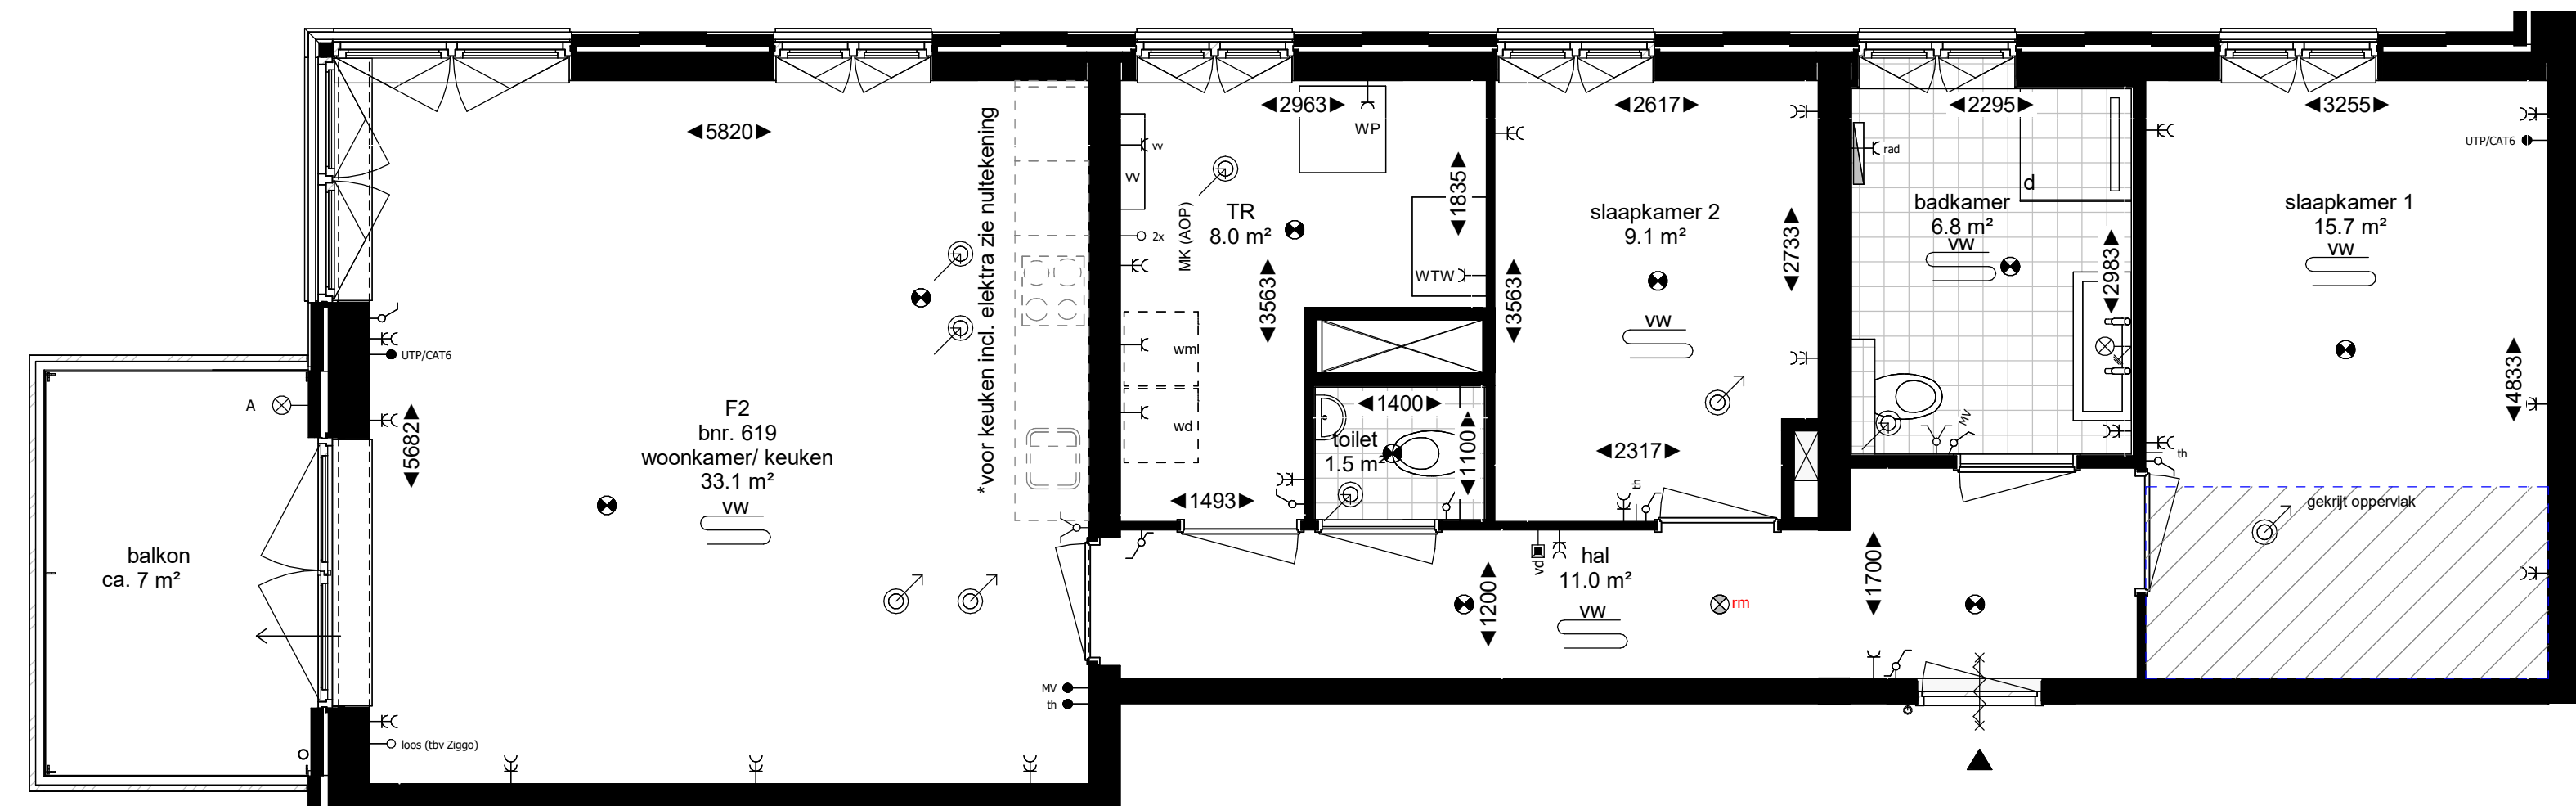 5820
*voor keuken incl. elektra zie nultekening
5682
UTP/CAT6
A
F2
bnr. 619
woonkamer/ keuken
33.1 m²
vw
balkon
ca. 7 m²
loos (tbv Ziggo)
MV
th
2963
WP
vv
vv
2x
MK (AOP)
TR
8.0 m²
1835
WTW
3563
wm
wd
1493
1400
toilet
1.5 m²
1100
2617
slaapkamer 2
9.1 m²
2733
3563
vw
2317
th
vd
hal
11.0 m²
vw
1200
rm
1700
2295
rad
d
badkamer
6.8 m²
vw
2983
MV
3255
UTP/CAT6
slaapkamer 1
15.7 m²
vw
4833
th
gekrijt oppervlak